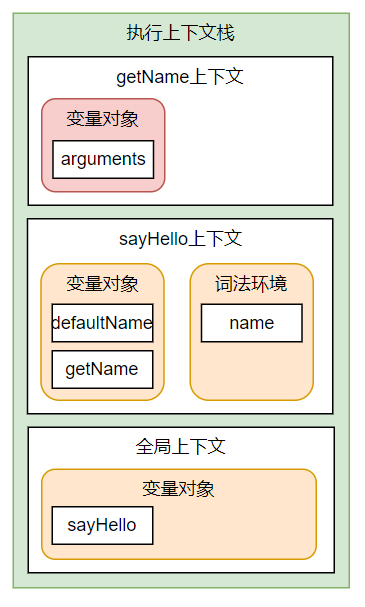 执行上下文栈
getName上下文
变量对象
arguments
sayHello上下文
变量对象
defaultName
getName
词法环境
name
全局上下文
变量对象
sayHello